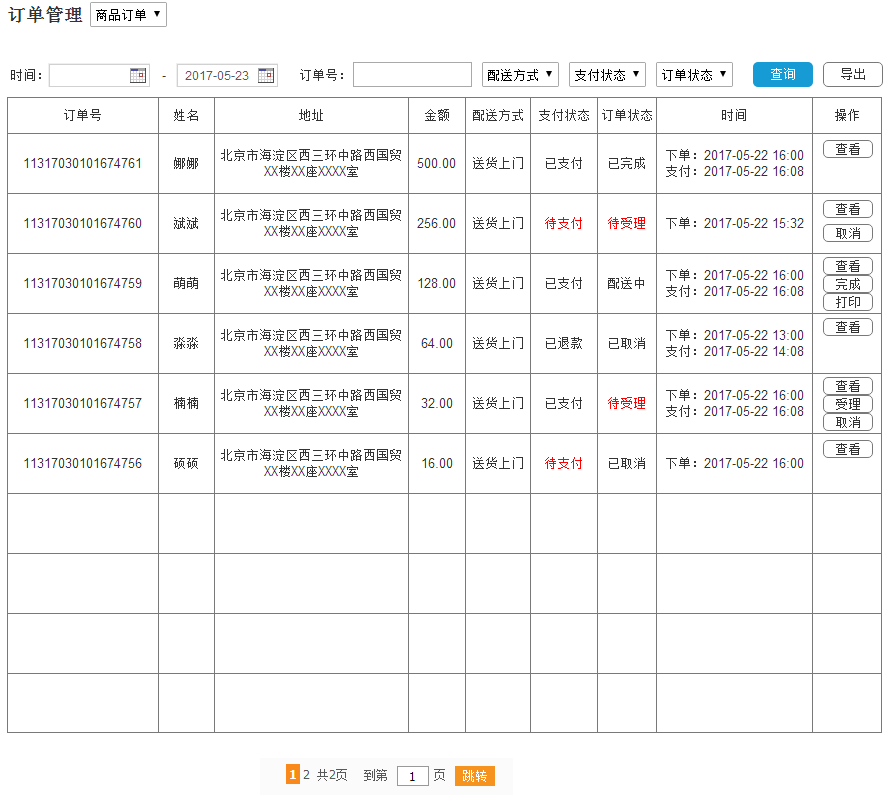 订单管理 商品订单
时间： - 2017-05-23 订单号： 配送方式 支付状态 订单状态 查询 导出
订单号 姓名 地址 金额 配送方式 支付状态 订单状态 时间 操作
11317030101674761 娜娜 北京市海淀区西三环中路西国贸 500.00 送货上门 已支付 已完成 下单：2017-05-22 16:00 查看
XX楼XX座XXXX室 支付：2017-05-22 16:08
11317030101674760 斌斌 北京市海淀区西三环中路西国贸 256.00 送货上门 待支付 待受理 下单：2017-05-22 15:32 查看
XX楼XX座XXXX室 取消
11317030101674759 萌萌 北京市海淀区西三环中路西国贸 128.00 送货上门 已支付 配送中 下单：2017-05-22 16:00 查看
XX楼XX座XXXX室 支付：2017-05-22 16:08 完成
打印
11317030101674758 淼淼 北京市海淀区西三环中路西国贸 64.00 送货上门 已退款 已取消 下单：2017-05-22 13:00 查看
XX楼XX座XXXX室 支付：2017-05-22 14:08
11317030101674757 楠楠 北京市海淀区西三环中路西国贸 32.00 送货上门 已支付 待受理 下单：2017-05-22 16:00 查看
XX楼XX座XXXX室 支付：2017-05-22 16:08 受理
取消
11317030101674756 硕硕 北京市海淀区西三环中路西国贸 16.00 送货上门 待支付 已取消 下单：2017-05-22 16:00 查看
XX楼XX座XXXX室
1 2 共2页 到第 1 页 跳转